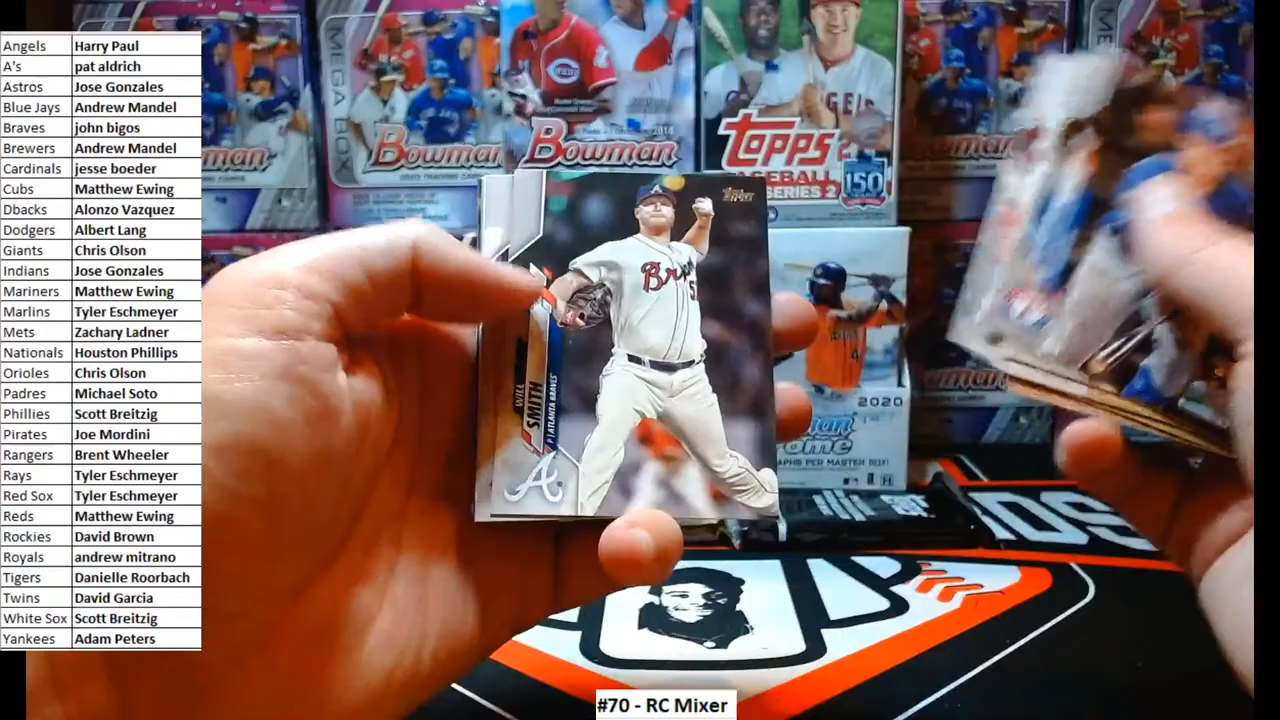 Angels Harry Paul
A's pat aldrich
Astros Jose Gonzales
Blue Jays Andrew Mandel
Braves john bigos
Brewers Andrew Mandel
Cardinals jesse boeder
Cubs Matthew Ewing
Dbacks Alonzo Vazquez
Dodgers Albert Lang
Giants Chris Olson
Indians Jose Gonzales
Mariners Matthew Ewing
Marlins Tyler Eschmeyer
Mets Zachary Ladner
Nationals Houston Phillips
Orioles Chris Olson
Padres Michael Soto
Phillies Scott Breitzig
Pirates Joe Mordini
Rangers Brent Wheeler
Rays Tyler Eschmeyer
Red Sox Tyler Eschmeyer
Reds Matthew Ewing
Rockies David Brown
Royals andrew mitrano
Tigers Danielle Roorbach
Twins David Garcia
White Sox Scott Breitzig
Yankees Adam Peters
MEGA BOX
Bowman
Bowman
TOPPS
BASEBALL
SERIES 2
150
2020
WILL
SMITH
P | ATLANTA BRAVES
A
#70 - RC Mixer